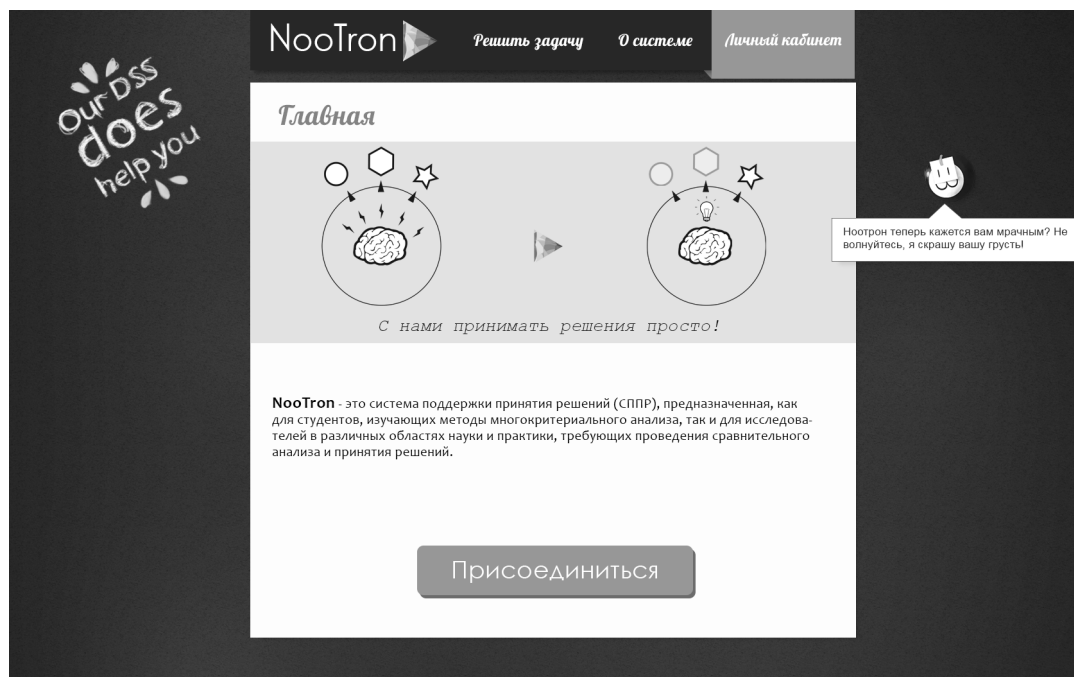 NooTron
Решить задачу
О системе
Личный кабинет
Our DSS
does
help you
Главная
Ноотрон теперь кажется вам мрачным? Не
волнуйтесь, я скрашу вашу грусть!
С нами принимать решения просто!
NooTron - это система поддержки принятия решений (СППР), предназначенная, как
для студентов, изучающих методы многокритериального анализа, так и для исследова-
телей в различных областях науки и практики, требующих проведения сравнительного
анализа и принятия решений.
Присоединиться